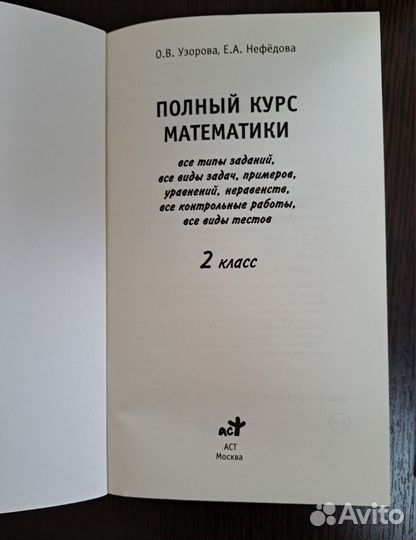 О.В. Узорова, Е.А. Нефёдова
ПОЛНЫЙ КУРС
МАТЕМАТИКИ
все типы заданий,
все виды задач, примеров,
уравнений, неравенств,
все контрольные работы,
все виды тестов
2 класс
аст
АСТ
Москва
Avito